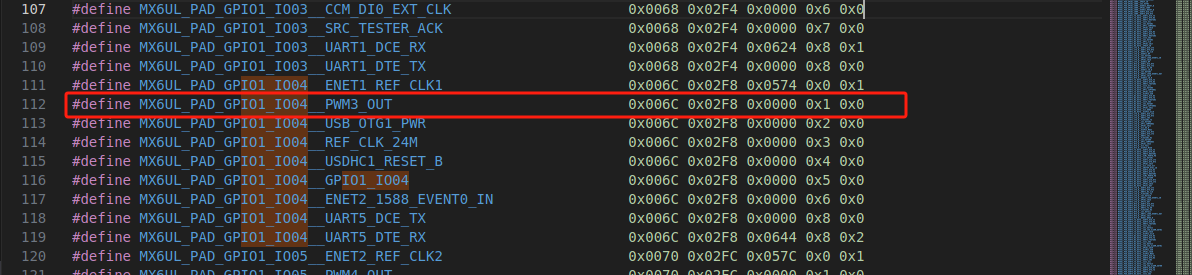 107 #define MX6UL_PAD_GPIO1_IO03__CCM_DI0_EXT_CLK 0x0068 0x02F4 0x0000 0x6 0x0
108 #define MX6UL_PAD_GPIO1_IO03__SRC_TESTER_ACK 0x0068 0x02F4 0x0000 0x7 0x0
109 #define MX6UL_PAD_GPIO1_IO03__UART1_DCE_RX 0x0068 0x02F4 0x0624 0x8 0x1
110 #define MX6UL_PAD_GPIO1_IO03__UART1_DTE_TX 0x0068 0x02F4 0x0000 0x8 0x0
111 #define MX6UL_PAD_GPIO1_IO04__ENET1_REF_CLK1 0x006C 0x02F8 0x0574 0x0 0x1
112 #define MX6UL_PAD_GPIO1_IO04__PWM3_OUT 0x006C 0x02F8 0x0000 0x1 0x0
113 #define MX6UL_PAD_GPIO1_IO04__USB_OTG1_PWR 0x006C 0x02F8 0x0000 0x2 0x0
114 #define MX6UL_PAD_GPIO1_IO04__REF_CLK_24M 0x006C 0x02F8 0x0000 0x3 0x0
115 #define MX6UL_PAD_GPIO1_IO04__USDHC1_RESET_B 0x006C 0x02F8 0x0000 0x4 0x0
116 #define MX6UL_PAD_GPIO1_IO04__GPIO1_IO04 0x006C 0x02F8 0x0000 0x5 0x0
117 #define MX6UL_PAD_GPIO1_IO04__ENET2_1588_EVENT0_IN 0x006C 0x02F8 0x0000 0x6 0x0
118 #define MX6UL_PAD_GPIO1_IO04__UART5_DCE_TX 0x006C 0x02F8 0x0000 0x8 0x0
119 #define MX6UL_PAD_GPIO1_IO04__UART5_DTE_RX 0x006C 0x02F8 0x0644 0x8 0x2
120 #define MX6UL_PAD_GPIO1_IO05__ENET2_REF_CLK2 0x0070 0x02FC 0x057C 0x0 0x1
121 #define MX6UL_PAD_GPIO1_IO05__PWM4_OUT 0x0070 0x02FC 0x0000 0x1 0x0